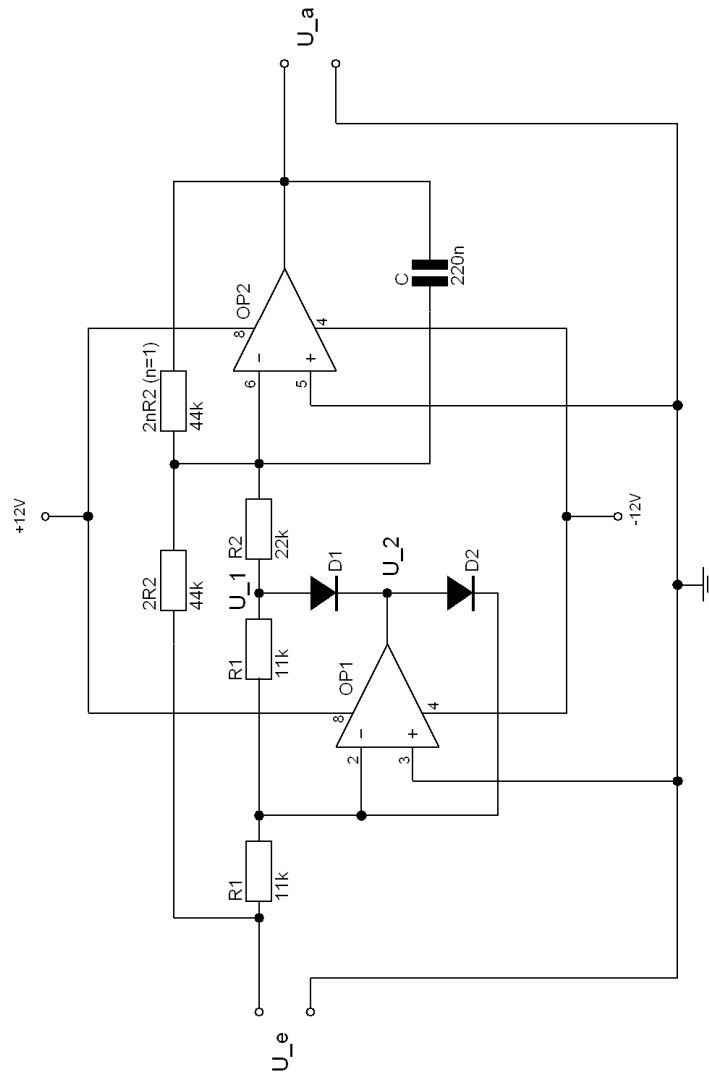 +12V
2R2
44k
2nR2 (n=1)
44k
R1
11k
R1
11k
U_1
R2
22k
D1
U_2
D2
OP1
2
3
8
4
−
+
OP2
6
5
8
4
−
+
C
220n
U_e
U_a
-12V